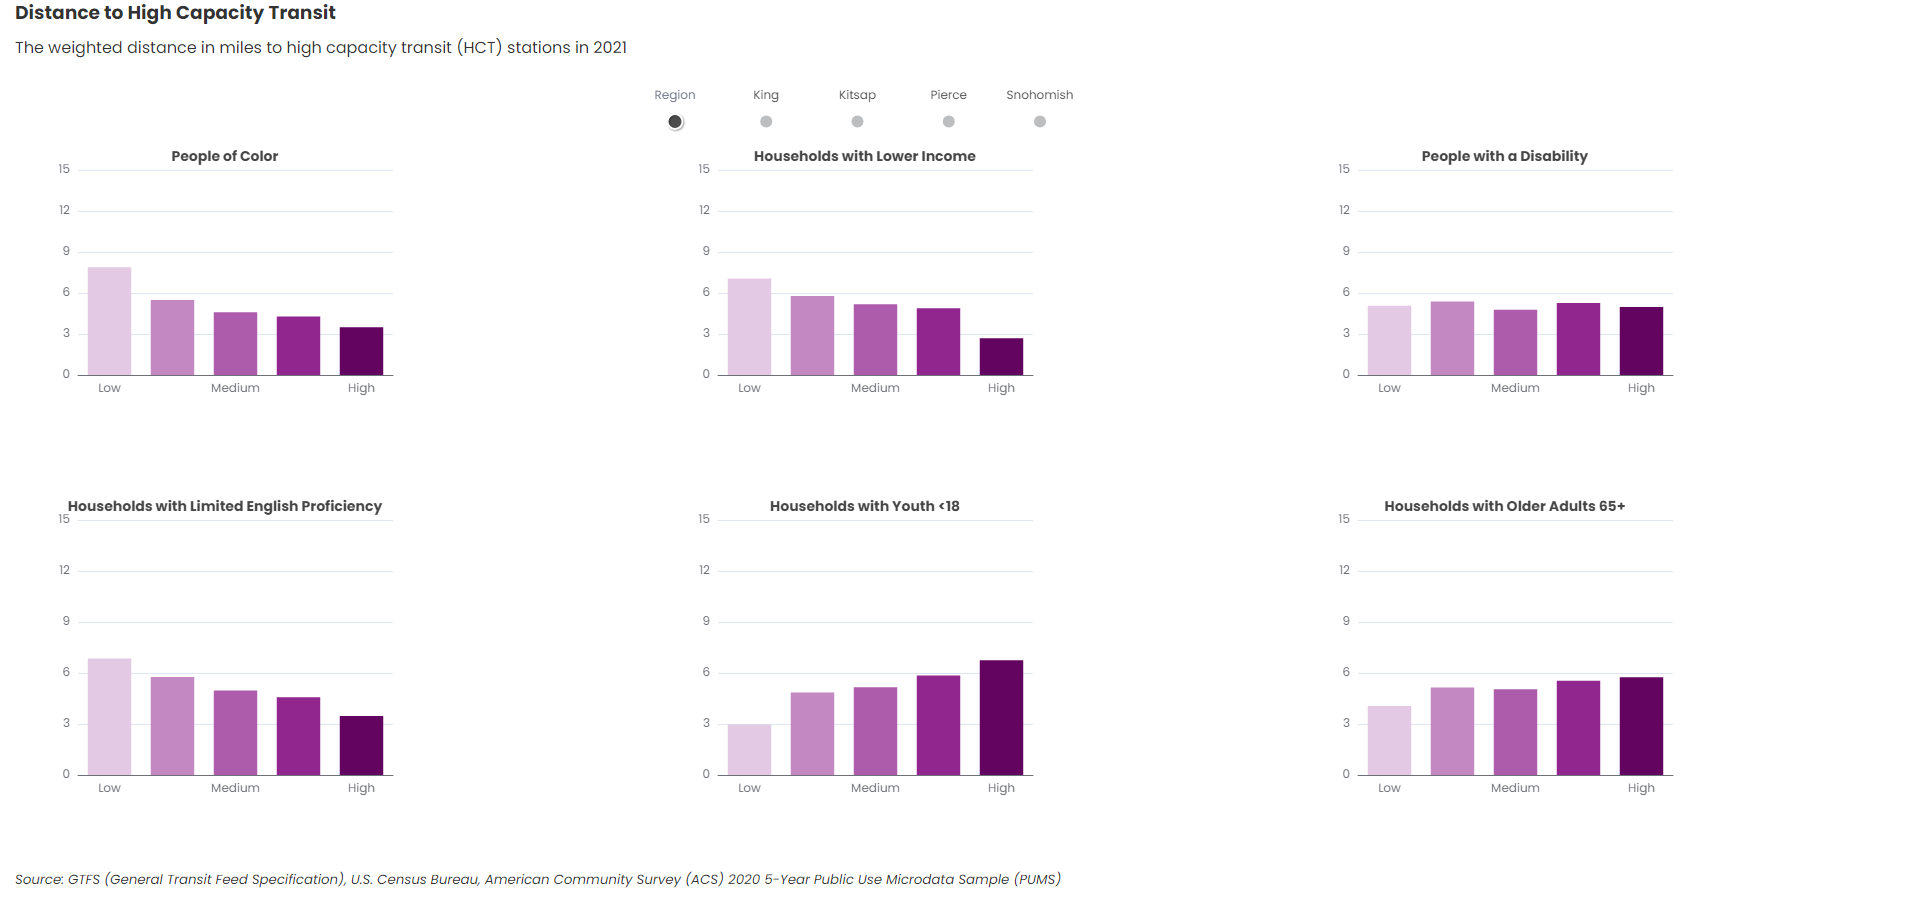 Distance to High Capacity Transit
The weighted distance in miles to high capacity transit (HCT) stations in 2021
Region King Kitsap Pierce Snohomish
People of Color
15
12
9
6
3
0
Low Medium High
Households with Lower Income
15
12
9
6
3
0
Low Medium High
People with a Disability
15
12
9
6
3
0
Low Medium High
Households with Limited English Proficiency
15
12
9
6
3
0
Low Medium High
Households with Youth <18
15
12
9
6
3
0
Low Medium High
Households with Older Adults 65+
15
12
9
6
3
0
Low Medium High
Source: GTFS (General Transit Feed Specification), U.S. Census Bureau, American Community Survey (ACS) 2020 5-Year Public Use Microdata Sample (PUMS)